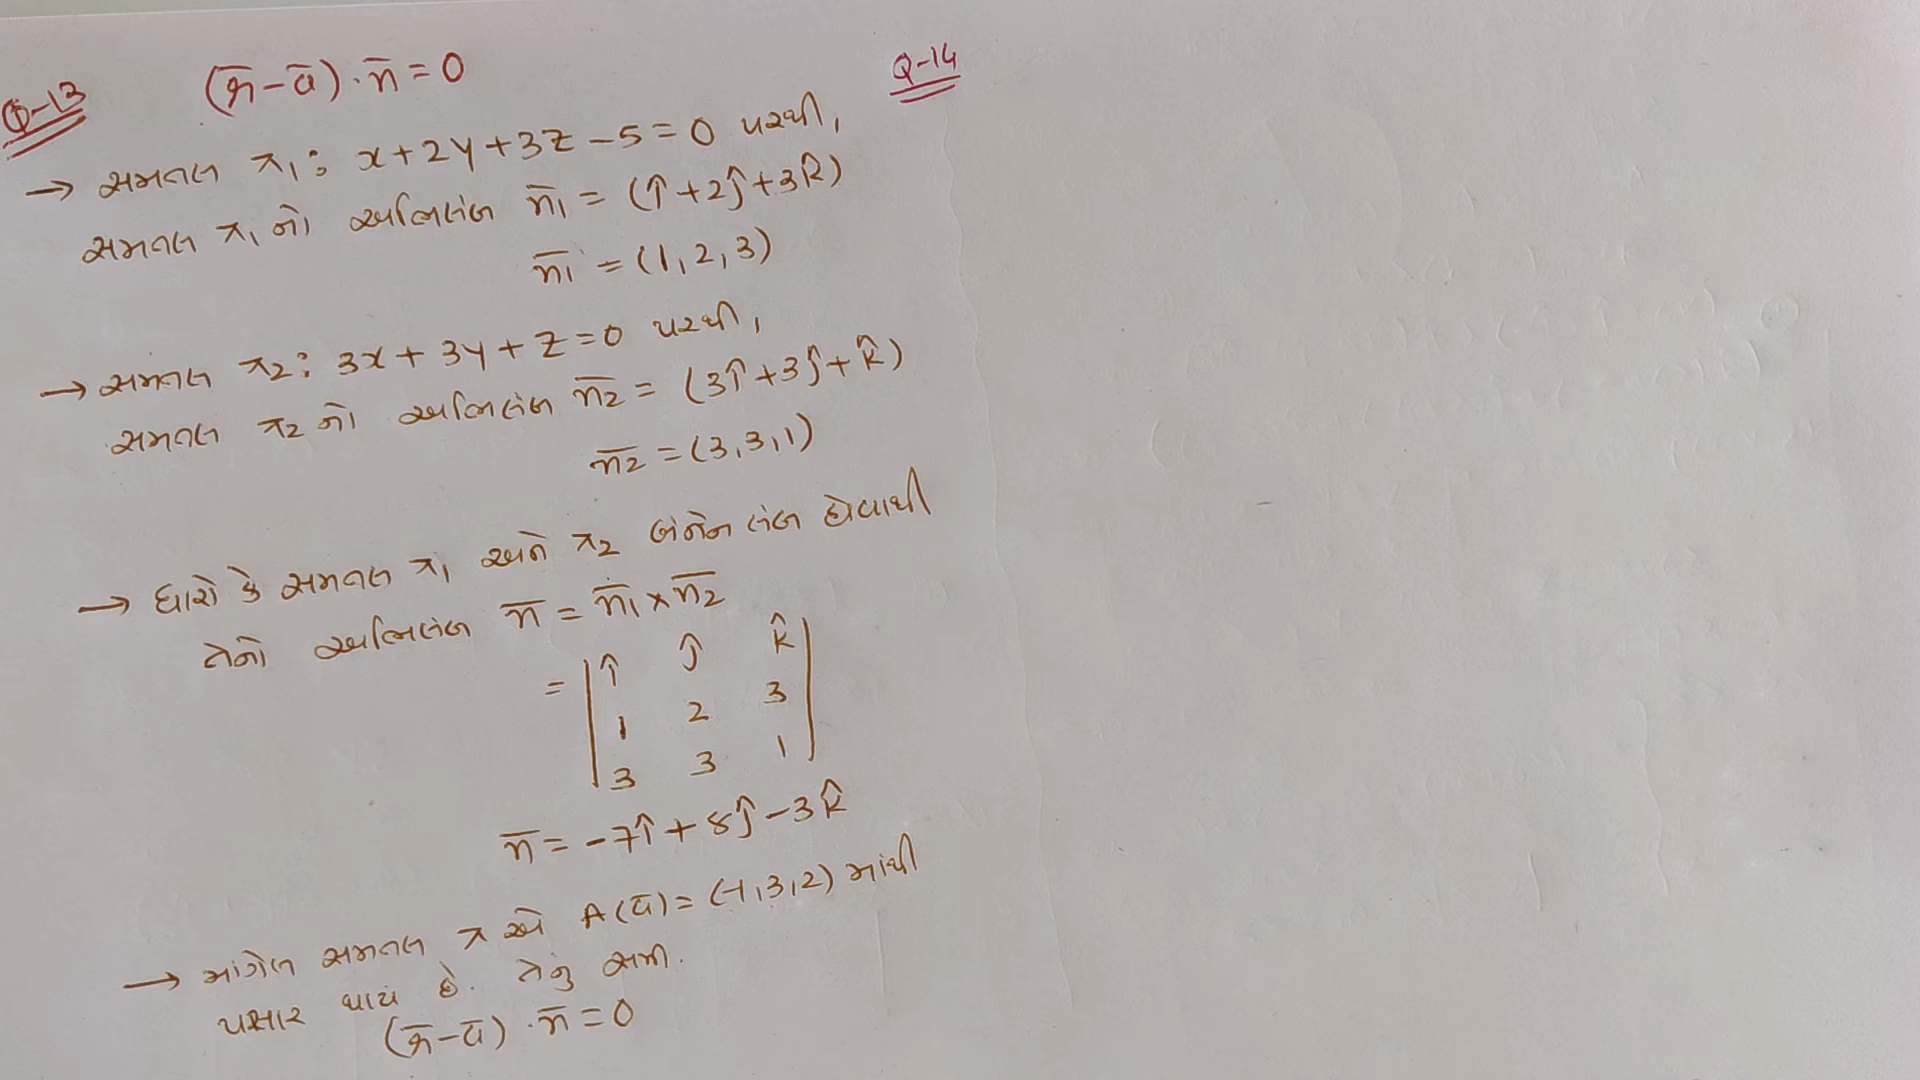 Q-13
(r̄-ā)·n̄=0
→ સમતલ π₁: x+2y+3z-5=0 પરથી,
સમતલ π₁ નો અભિલંબ n̄₁ = (î+2ĵ+3k̂)
n̄₁ = (1,2,3)
→ સમતલ π₂: 3x+3y+z=0 પરથી,
સમતલ π₂ નો અભિલંબ n̄₂ = (3î+3ĵ+k̂)
n̄₂ = (3,3,1)
→ ધારો કે સમતલ π₁ અને π₂ બંનેને લંબ હોવાથી
તેનો અભિલંબ n̄ = n̄₁×n̄₂
= | î ĵ k̂ |
| 1 2 3 |
| 3 3 1 |
n̄ = -7î+8ĵ-3k̂
→ માંગેલ સમતલ π એ A(ā)=(-1,3,2) માંથી
પસાર થાય છે. તેનું સમી.
(r̄-ā)·n̄=0
Q-14